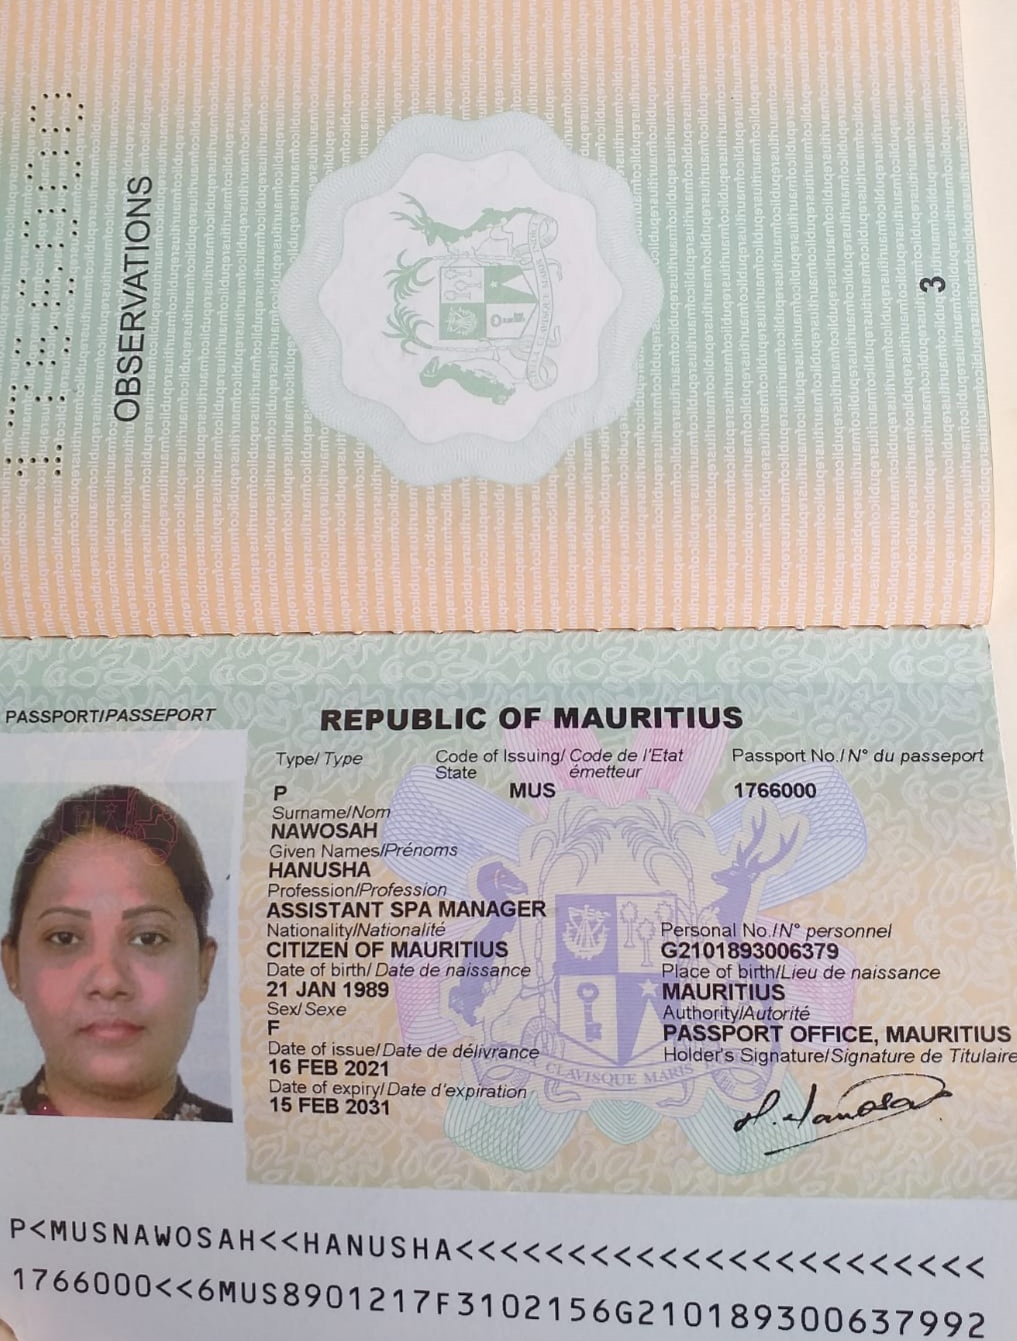 1766000
OBSERVATIONS
3
PASSPORT/PASSEPORT
REPUBLIC OF MAURITIUS
Type/ Type
Code of Issuing/ Code de l'Etat
State émetteur
Passport No./ N° du passeport
P
MUS
1766000
Surname/Nom
NAWOSAH
Given Names/Prénoms
HANUSHA
Profession/Profession
ASSISTANT SPA MANAGER
Nationality/Nationalité
CITIZEN OF MAURITIUS
Date of birth/ Date de naissance
21 JAN 1989
Sex/ Sexe
F
Date of issue/ Date de délivrance
16 FEB 2021
Date of expiry/ Date d'expiration
15 FEB 2031
Personal No./ N° personnel
G2101893006379
Place of birth/Lieu de naissance
MAURITIUS
Authority/Autorité
PASSPORT OFFICE, MAURITIUS
Holder's Signature/Signature de Titulaire
CLAVISQUE MARIS
P<MUSNAWOSAH<<HANUSHA<<<<<<<<<<<<<<<<<<<<<<<
1766000<<6MUS8901217F3102156G210189300637992